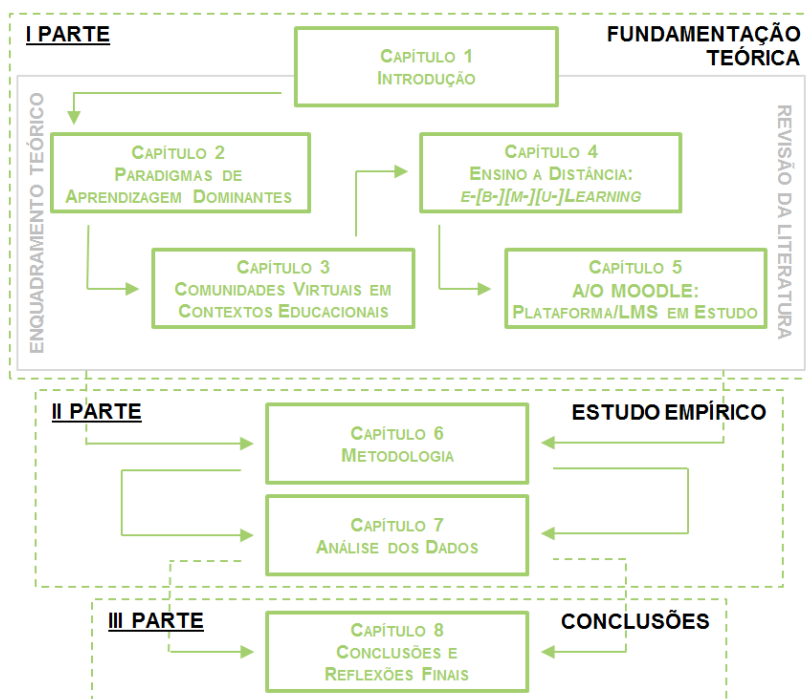 I PARTE
FUNDAMENTAÇÃO
TEÓRICA
CAPÍTULO 1
INTRODUÇÃO
ENQUADRAMENTO TEÓRICO
REVISÃO DA LITERATURA
CAPÍTULO 2
PARADIGMAS DE
APRENDIZAGEM DOMINANTES
CAPÍTULO 4
ENSINO A DISTÂNCIA:
E-[B-][M-][U-]LEARNING
CAPÍTULO 3
COMUNIDADES VIRTUAIS EM
CONTEXTOS EDUCACIONAIS
CAPÍTULO 5
A/O MOODLE:
PLATAFORMA/LMS EM ESTUDO
II PARTE
ESTUDO EMPÍRICO
CAPÍTULO 6
METODOLOGIA
CAPÍTULO 7
ANÁLISE DOS DADOS
III PARTE
CONCLUSÕES
CAPÍTULO 8
CONCLUSÕES E
REFLEXÕES FINAIS